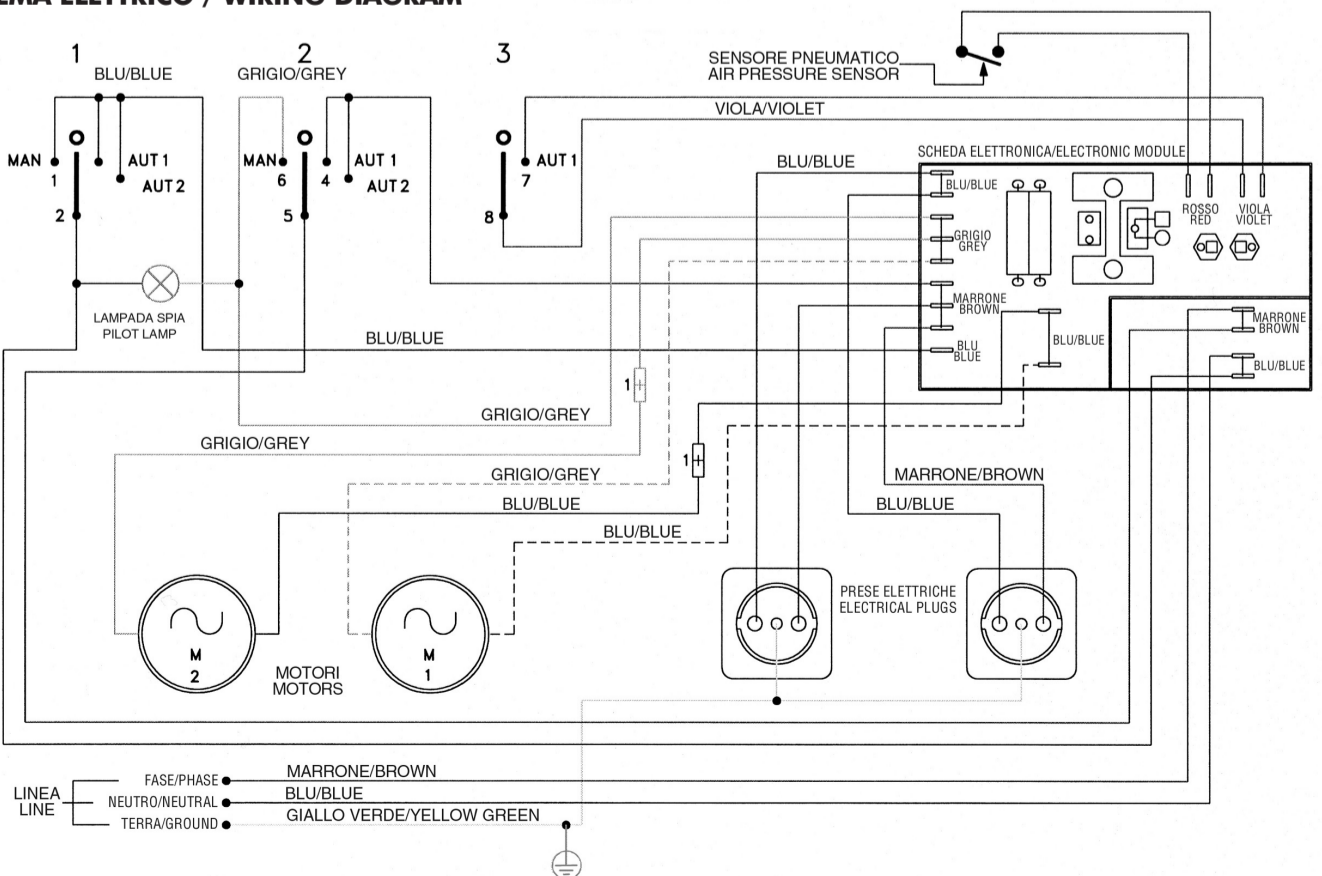 1
2
3
BLU/BLUE
GRIGIO/GREY
SENSORE PNEUMATICO
AIR PRESSURE SENSOR
VIOLA/VIOLET
MAN
1
AUT 1
AUT 2
2
MAN
6
4
AUT 1
AUT 2
5
AUT 1
7
8
BLU/BLUE
SCHEDA ELETTRONICA/ELECTRONIC MODULE
BLU/BLUE
ROSSO
RED
VIOLA
VIOLET
GRIGIO
GREY
MARRONE
BROWN
BLU
BLUE
BLU/BLUE
MARRONE
BROWN
BLU/BLUE
LAMPADA SPIA
PILOT LAMP
BLU/BLUE
1
GRIGIO/GREY
GRIGIO/GREY
1
GRIGIO/GREY
MARRONE/BROWN
BLU/BLUE
BLU/BLUE
BLU/BLUE
PRESE ELETTRICHE
ELECTRICAL PLUGS
M
2
MOTORI
MOTORS
M
1
LINEA
LINE
FASE/PHASE
MARRONE/BROWN
NEUTRO/NEUTRAL
BLU/BLUE
TERRA/GROUND
GIALLO VERDE/YELLOW GREEN